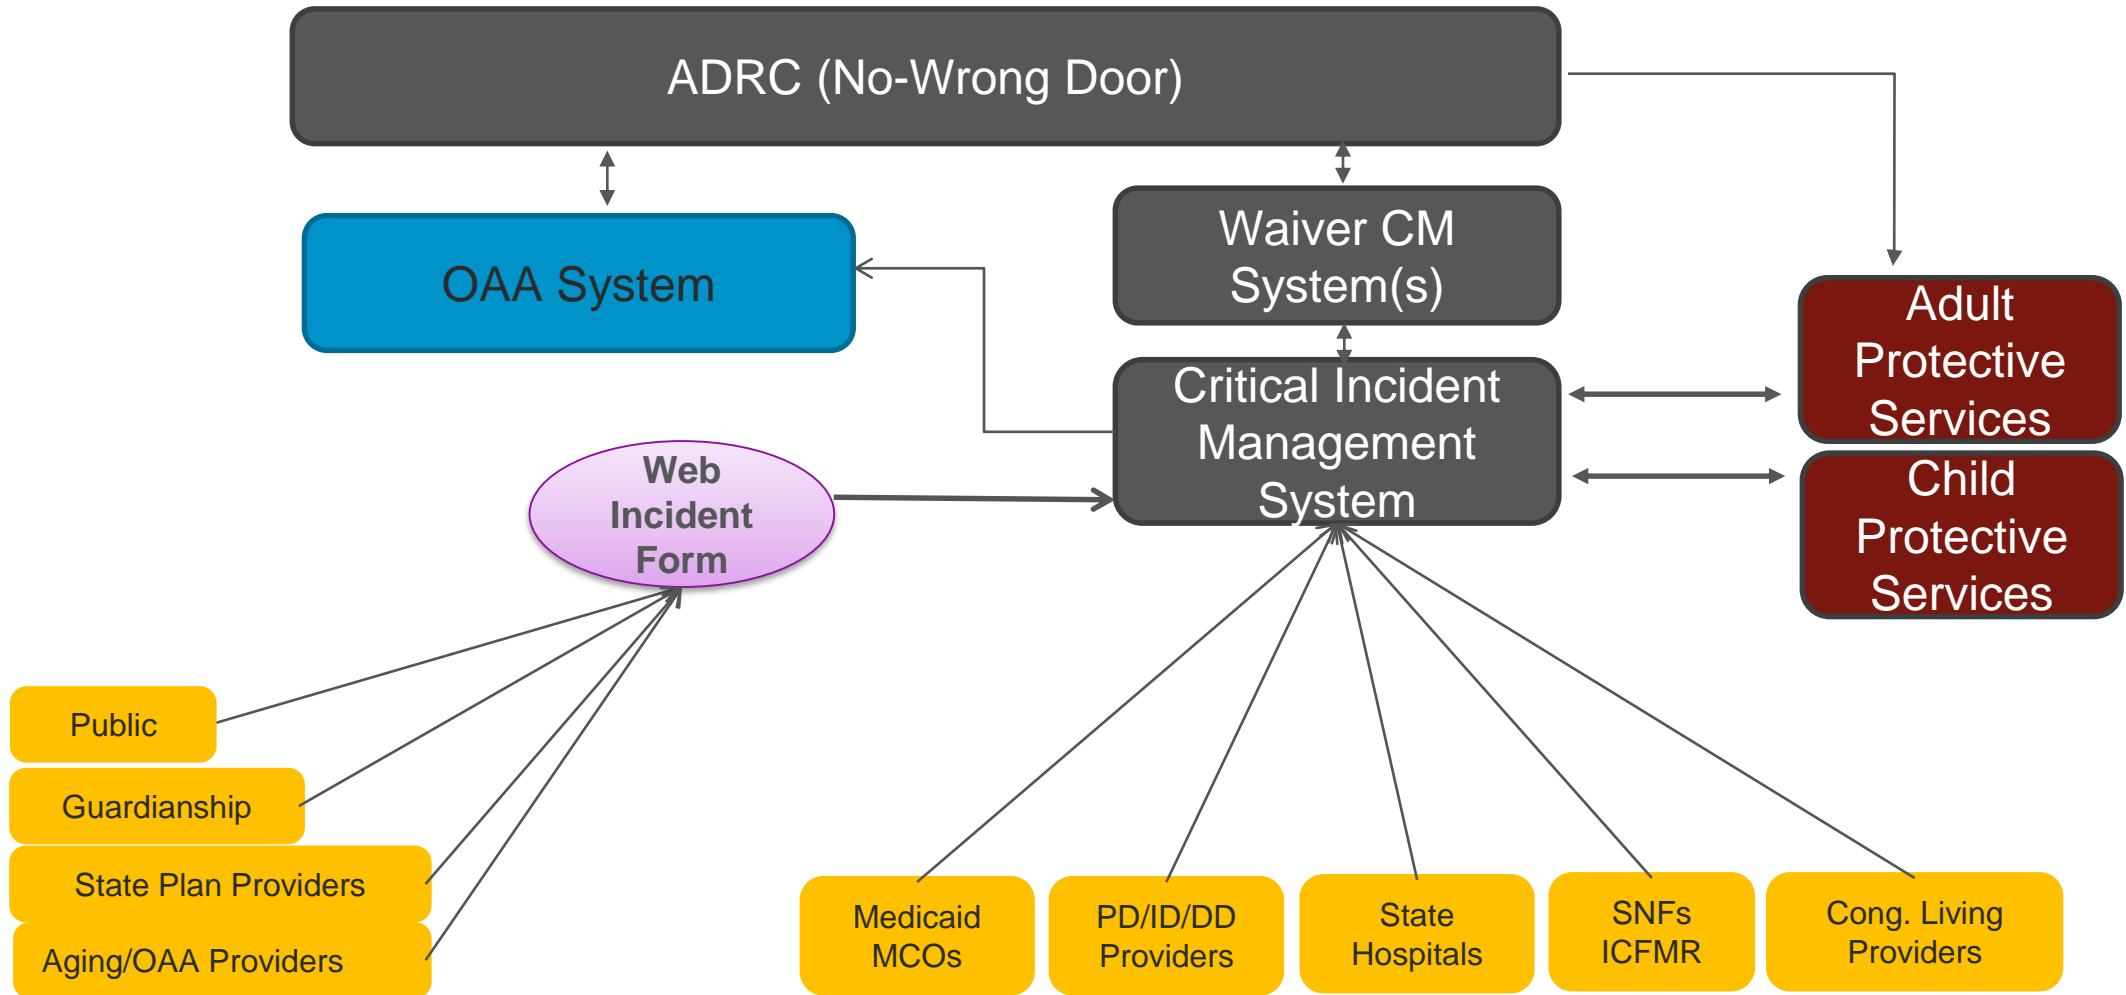 ADRC (No-Wrong Door)
Waiver CM
System(s)
OAA System
Adult
Protective
Services
Critical Incident
Management
System
Web
Incident
Form
Child
Protective
Services
Public
Guardianship
State Plan Providers
Aging/OAA Providers
Medicaid
MCOs
PD/ID/DD
Providers
State
Hospitals
SNFs
ICFMR
Cong. Living
Providers